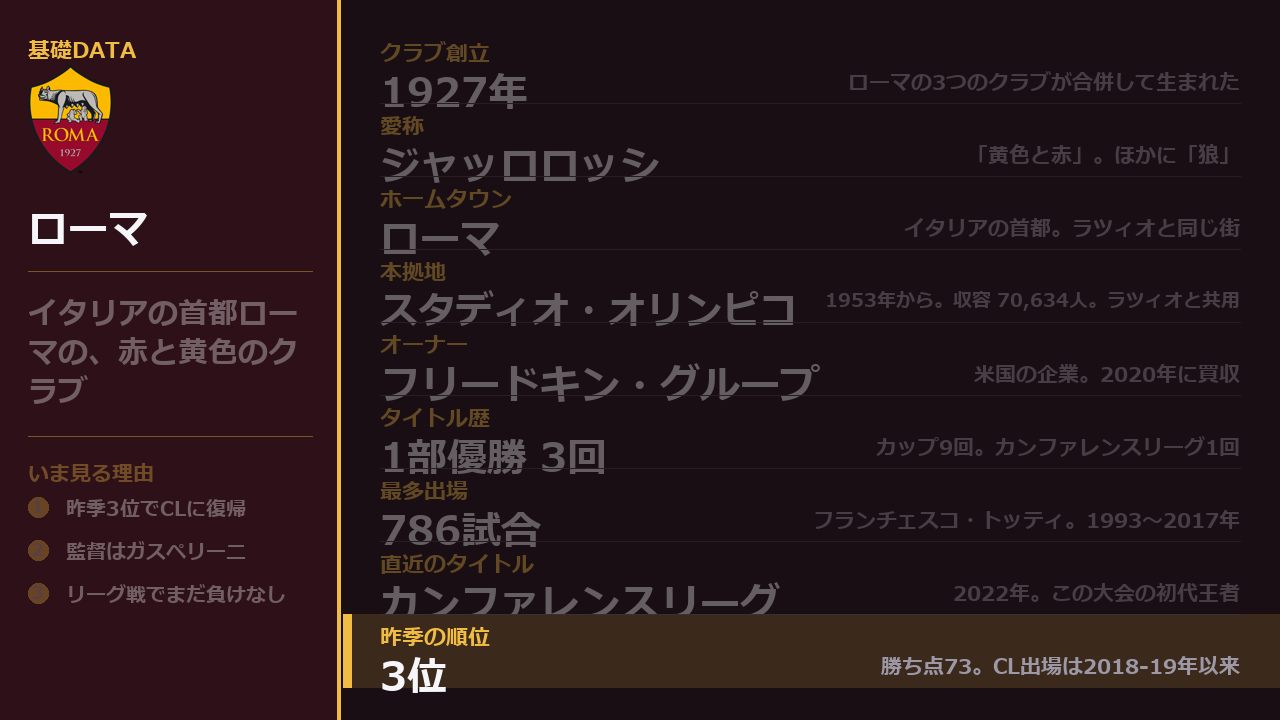 基礎DATA
ROMA
1927
ローマ
イタリアの首都ロー
マの、赤と黄色のク
ラブ
いま見る理由
昨季3位でCLに復帰
監督はガスペリーニ
リーグ戦でまだ負けなし
クラブ創立
1927年
ローマの3つのクラブが合併して生まれた
愛称
ジャッロロッシ
「黄色と赤」。ほかに「狼」
ホームタウン
ローマ
イタリアの首都。ラツィオと同じ街
本拠地
スタディオ・オリンピコ
1953年から。収容 70,634人。ラツィオと共用
オーナー
フリードキン・グループ
米国の企業。2020年に買収
タイトル歴
1部優勝 3回
カップ9回。カンファレンスリーグ1回
最多出場
786試合
フランチェスコ・トッティ。1993〜2017年
直近のタイトル
カンファレンスリーグ
2022年。この大会の初代王者
昨季の順位
3位
勝ち点73。CL出場は2018-19年以来